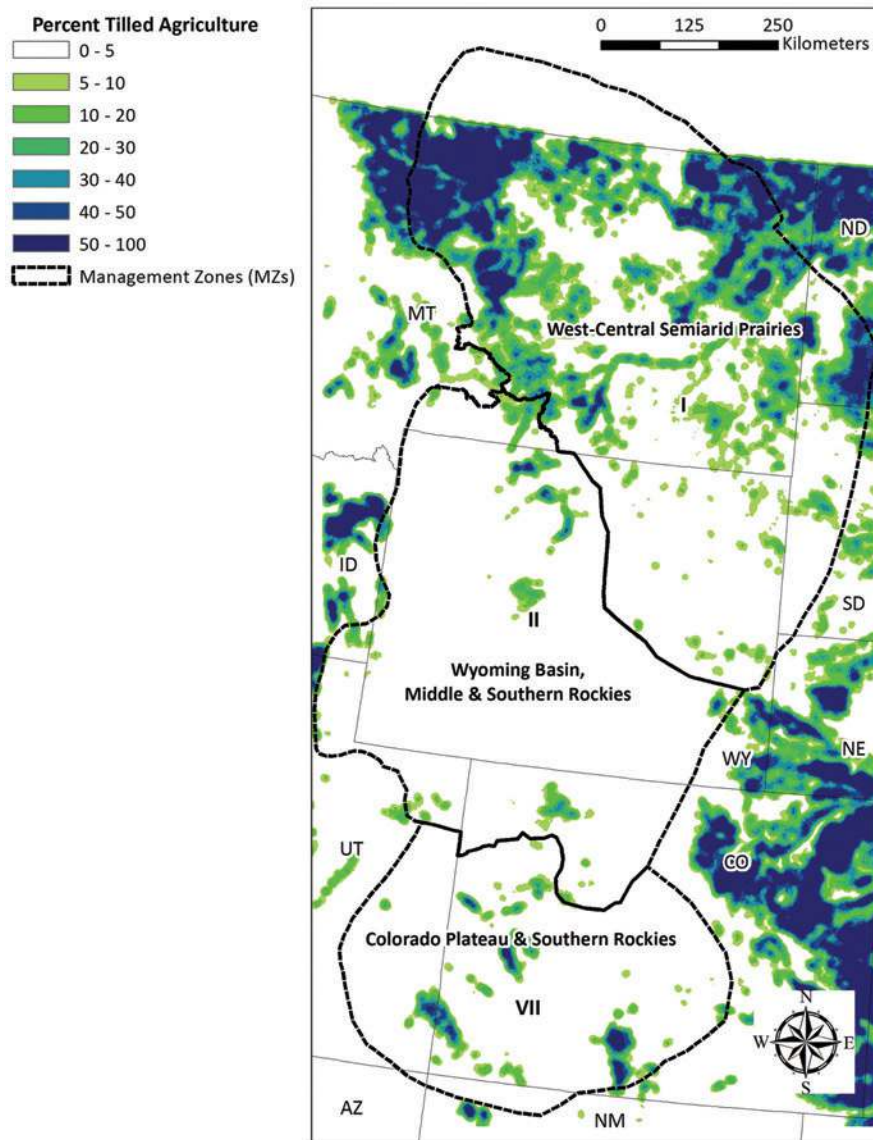 Percent Tilled Agriculture
0 - 5
5 - 10
10 - 20
20 - 30
30 - 40
40 - 50
50 - 100
Management Zones (MZs)
0 125 250
Kilometers
ND
MT
West-Central Semiarid Prairies
I
ID
SD
II
Wyoming Basin,
Middle & Southern Rockies
WY
NE
UT
CO
Colorado Plateau & Southern Rockies
VII
N
W E
S
AZ
NM